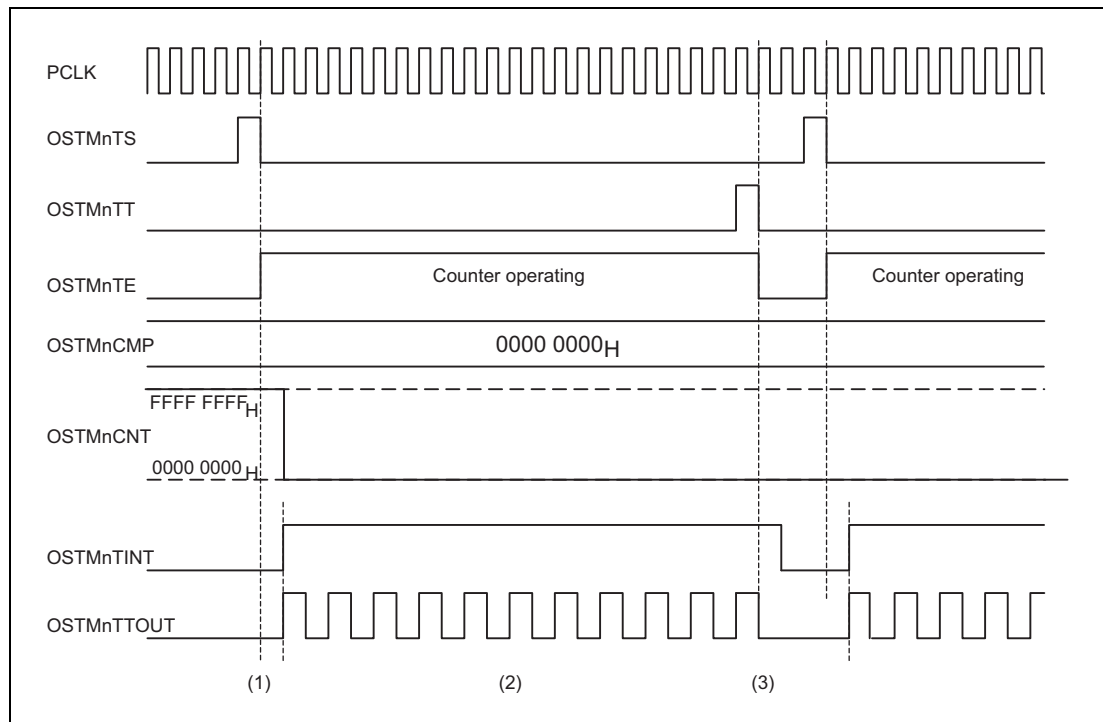 PCLK
OSTMnTS
OSTMnTT
OSTMnTE
Counter operating
Counter operating
OSTMnCMP
0000 0000H
FFFF FFFFH
OSTMnCNT
0000 0000H
OSTMnTINT
OSTMnTTOUT
(1) (2) (3)